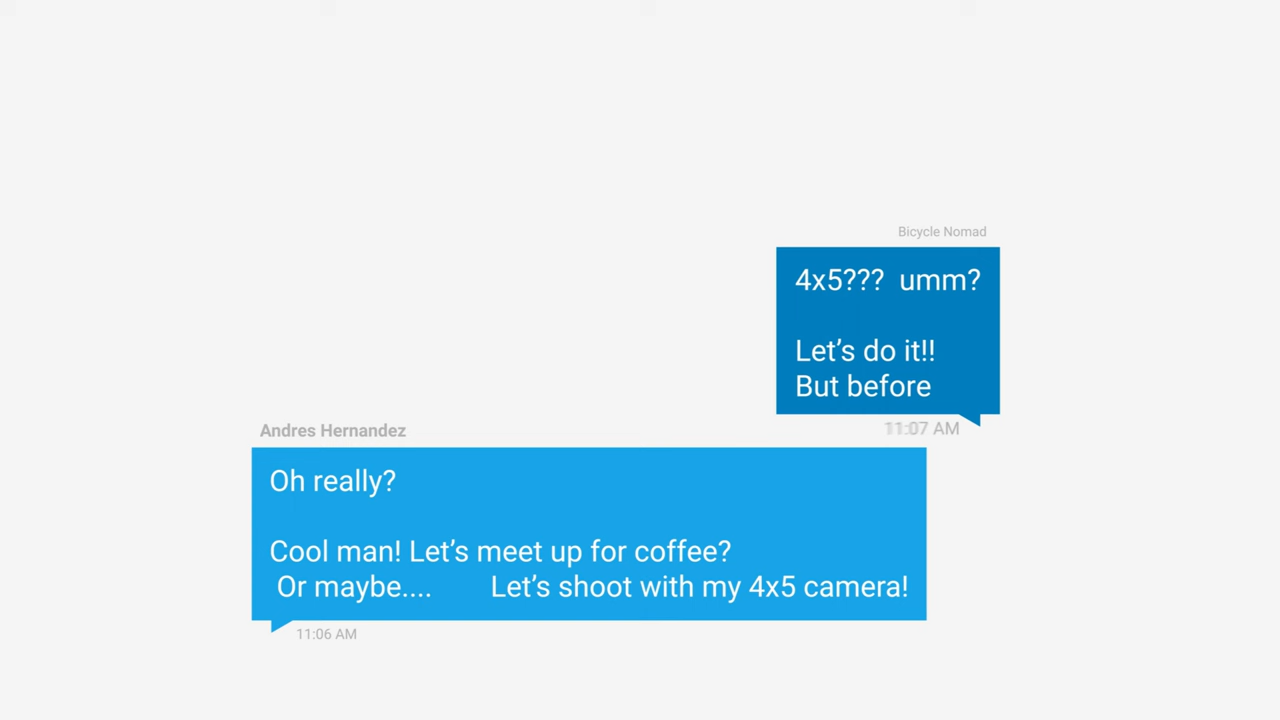 Bicycle Nomad
4x5???  umm?
Let’s do it!!
But before
11:07 AM
Andres Hernandez
Oh really?
Cool man! Let’s meet up for coffee?
Or maybe....       Let’s shoot with my 4x5 camera!
11:06 AM